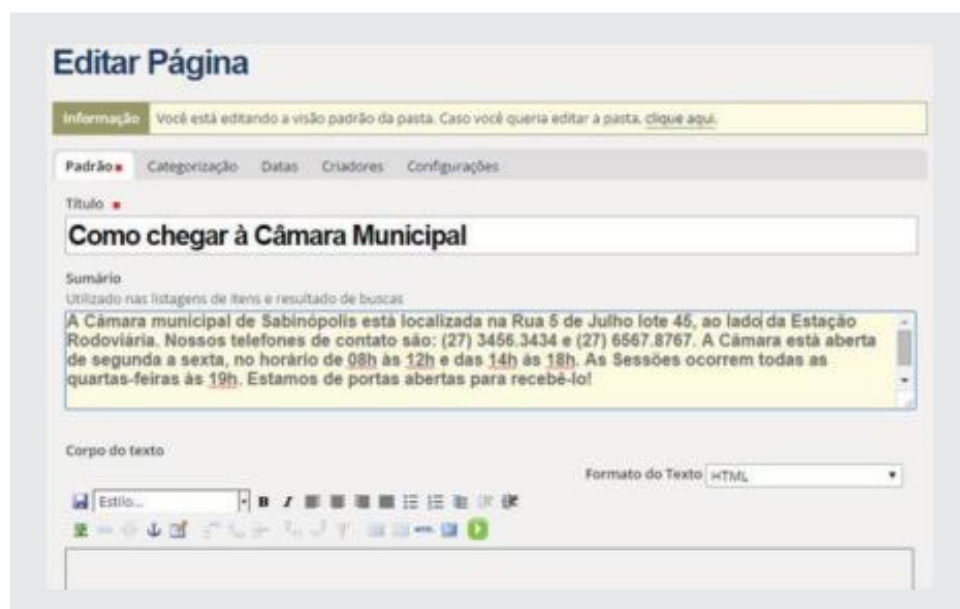 Editar Página
Informação Você está editando a visão padrão da pasta. Caso você queria editar a pasta, clique aqui.
Padrão Categorização Datas Criadores Configurações
Título
Como chegar à Câmara Municipal
Sumário
Utilizado nas listagens de itens e resultado de buscas
A Câmara municipal de Sabinópolis está localizada na Rua 5 de Julho lote 45, ao lado da Estação
Rodoviária. Nossos telefones de contato são: (27) 3456.3434 e (27) 6567.8767. A Câmara está aberta
de segunda a sexta, no horário de 08h às 12h e das 14h às 18h. As Sessões ocorrem todas as
quartas-feiras às 19h. Estamos de portas abertas para recebê-lo!
Corpo do texto
Formato do Texto HTML
Estilo... B I